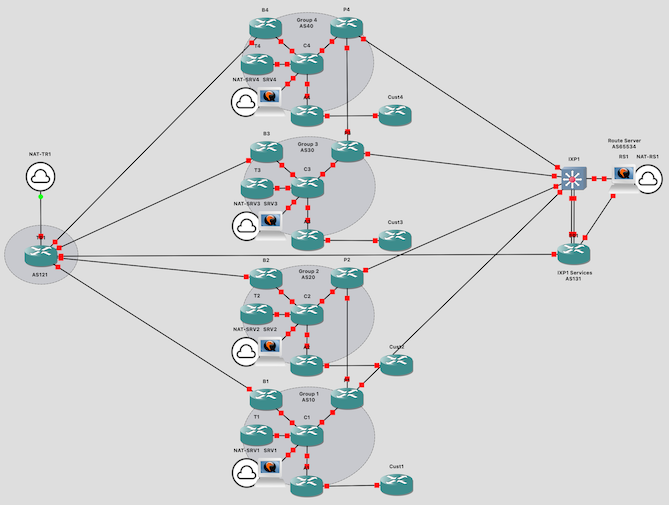 B4
Group 4
AS40
P4
T4
C4
NAT-SRV4 SRV4
Cust4
B3
Group 3
AS30
T3
C3
NAT-SRV3 SRV3
Cust3
NAT-TR1
AS121
Route Server
AS65534
IXP1
RS1
NAT-RS1
IXP1 Services
AS131
B2
Group 2
AS20
P2
T2
C2
NAT-SRV2 SRV2
Cust2
B1
Group 1
AS10
T1
C1
NAT-SRV1 SRV1
Cust1